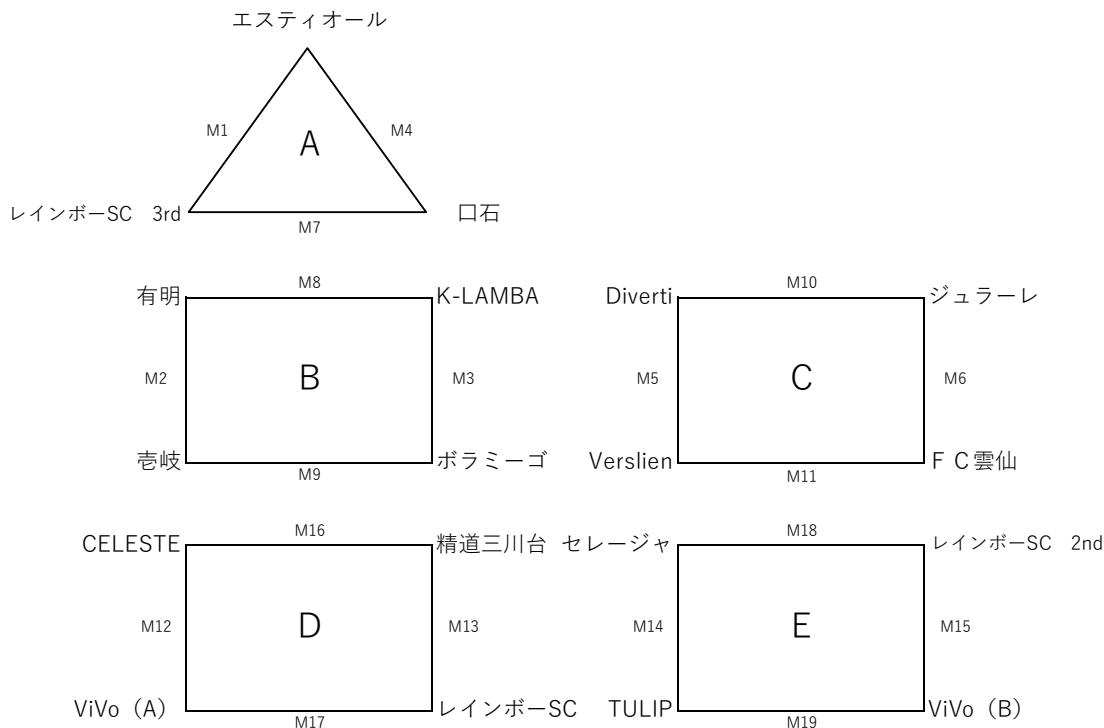 エスティオール
M1
M4
A
レインボーSC　3rd
口石
M7
M8
有明
K-LAMBA
M2
B
M3
壱岐
ボラミーゴ
M9
M10
Diverti
ジュラーレ
M5
C
M6
Verslien
ＦＣ雲仙
M11
M16
CELESTE
精道三川台
M12
D
M13
ViVo（A）
レインボーSC
M17
M18
セレージャ
レインボーSC　2nd
M14
E
M15
TULIP
ViVo（B）
M19